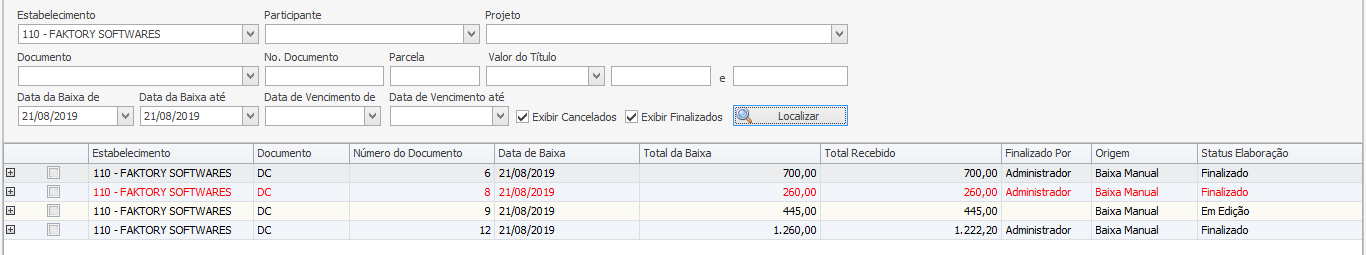 Estabelecimento Participante Projeto
110 - FAKTORY SOFTWARES
Documento No. Documento Parcela Valor do Título
e
Data da Baixa de Data da Baixa até Data de Vencimento de Data de Vencimento até
21/08/2019 21/08/2019 Exibir Cancelados Exibir Finalizados Localizar
Estabelecimento Documento Número do Documento Data de Baixa Total da Baixa Total Recebido Finalizado Por Origem Status Elaboração
110 - FAKTORY SOFTWARES DC 6 21/08/2019 700,00 700,00 Administrador Baixa Manual Finalizado
110 - FAKTORY SOFTWARES DC 8 21/08/2019 260,00 260,00 Administrador Baixa Manual Finalizado
110 - FAKTORY SOFTWARES DC 9 21/08/2019 445,00 445,00 Baixa Manual Em Edição
110 - FAKTORY SOFTWARES DC 12 21/08/2019 1.260,00 1.222,20 Administrador Baixa Manual Finalizado